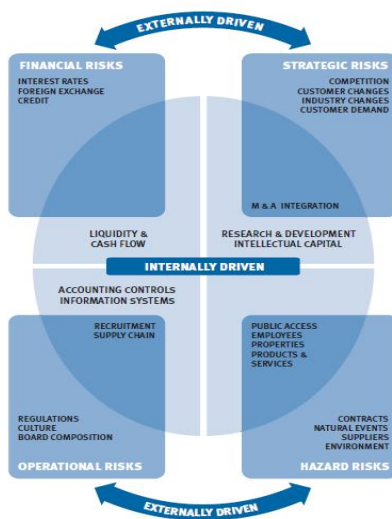 EXTERNALLY DRIVEN
FINANCIAL RISKS
INTEREST RATES
FOREIGN EXCHANGE
CREDIT
STRATEGIC RISKS
COMPETITION
CUSTOMER CHANGES
INDUSTRY CHANGES
CUSTOMER DEMAND
M & A INTEGRATION
LIQUIDITY &
CASH FLOW
RESEARCH & DEVELOPMENT
INTELLECTUAL CAPITAL
INTERNALLY DRIVEN
ACCOUNTING CONTROLS
INFORMATION SYSTEMS
RECRUITMENT
SUPPLY CHAIN
PUBLIC ACCESS
EMPLOYEES
PROPERTIES
PRODUCTS &
SERVICES
REGULATIONS
CULTURE
BOARD COMPOSITION
OPERATIONAL RISKS
CONTRACTS
NATURAL EVENTS
SUPPLIERS
ENVIRONMENT
HAZARD RISKS
EXTERNALLY DRIVEN